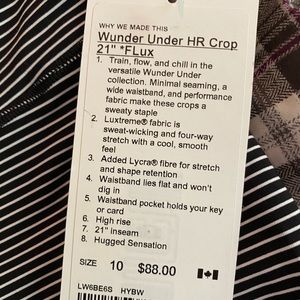 WHY WE MADE THIS
Wunder Under HR Crop
21" *FLux
1. Train, flow, and chill in the
versatile Wunder Under
collection. Minimal seaming, a
wide waistband, and performance
fabric make these crops a
sweaty staple
2. Luxtreme® fabric is
sweat-wicking and four-way
stretch with a cool, smooth
feel
3. Added Lycra® fibre for stretch
and shape retention
4. Waistband lies flat and won't
dig in
5. Waistband pocket holds your key
or card
6. High rise
7. 21" Inseam
8. Hugged Sensation
SIZE 10 $88.00
LW6BE6S HYBW